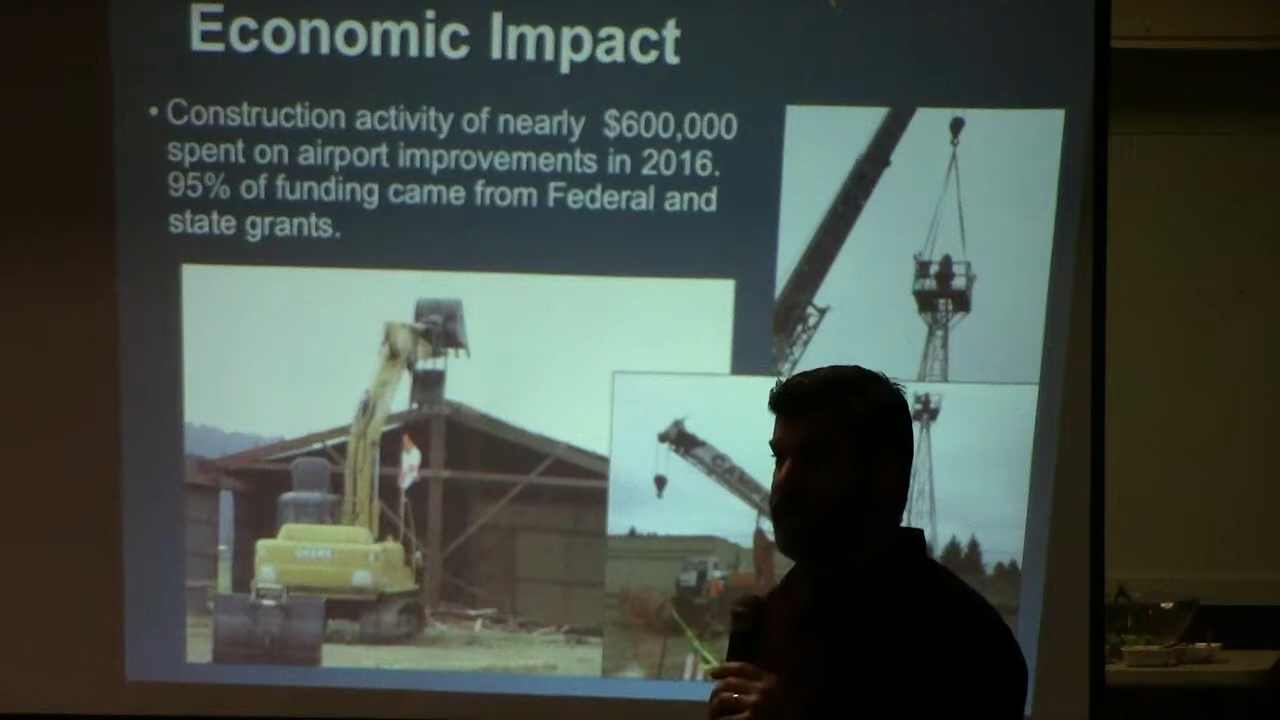 Economic Impact
• Construction activity of nearly $600,000
spent on airport improvements in 2016.
95% of funding came from Federal and
state grants.
DEERE